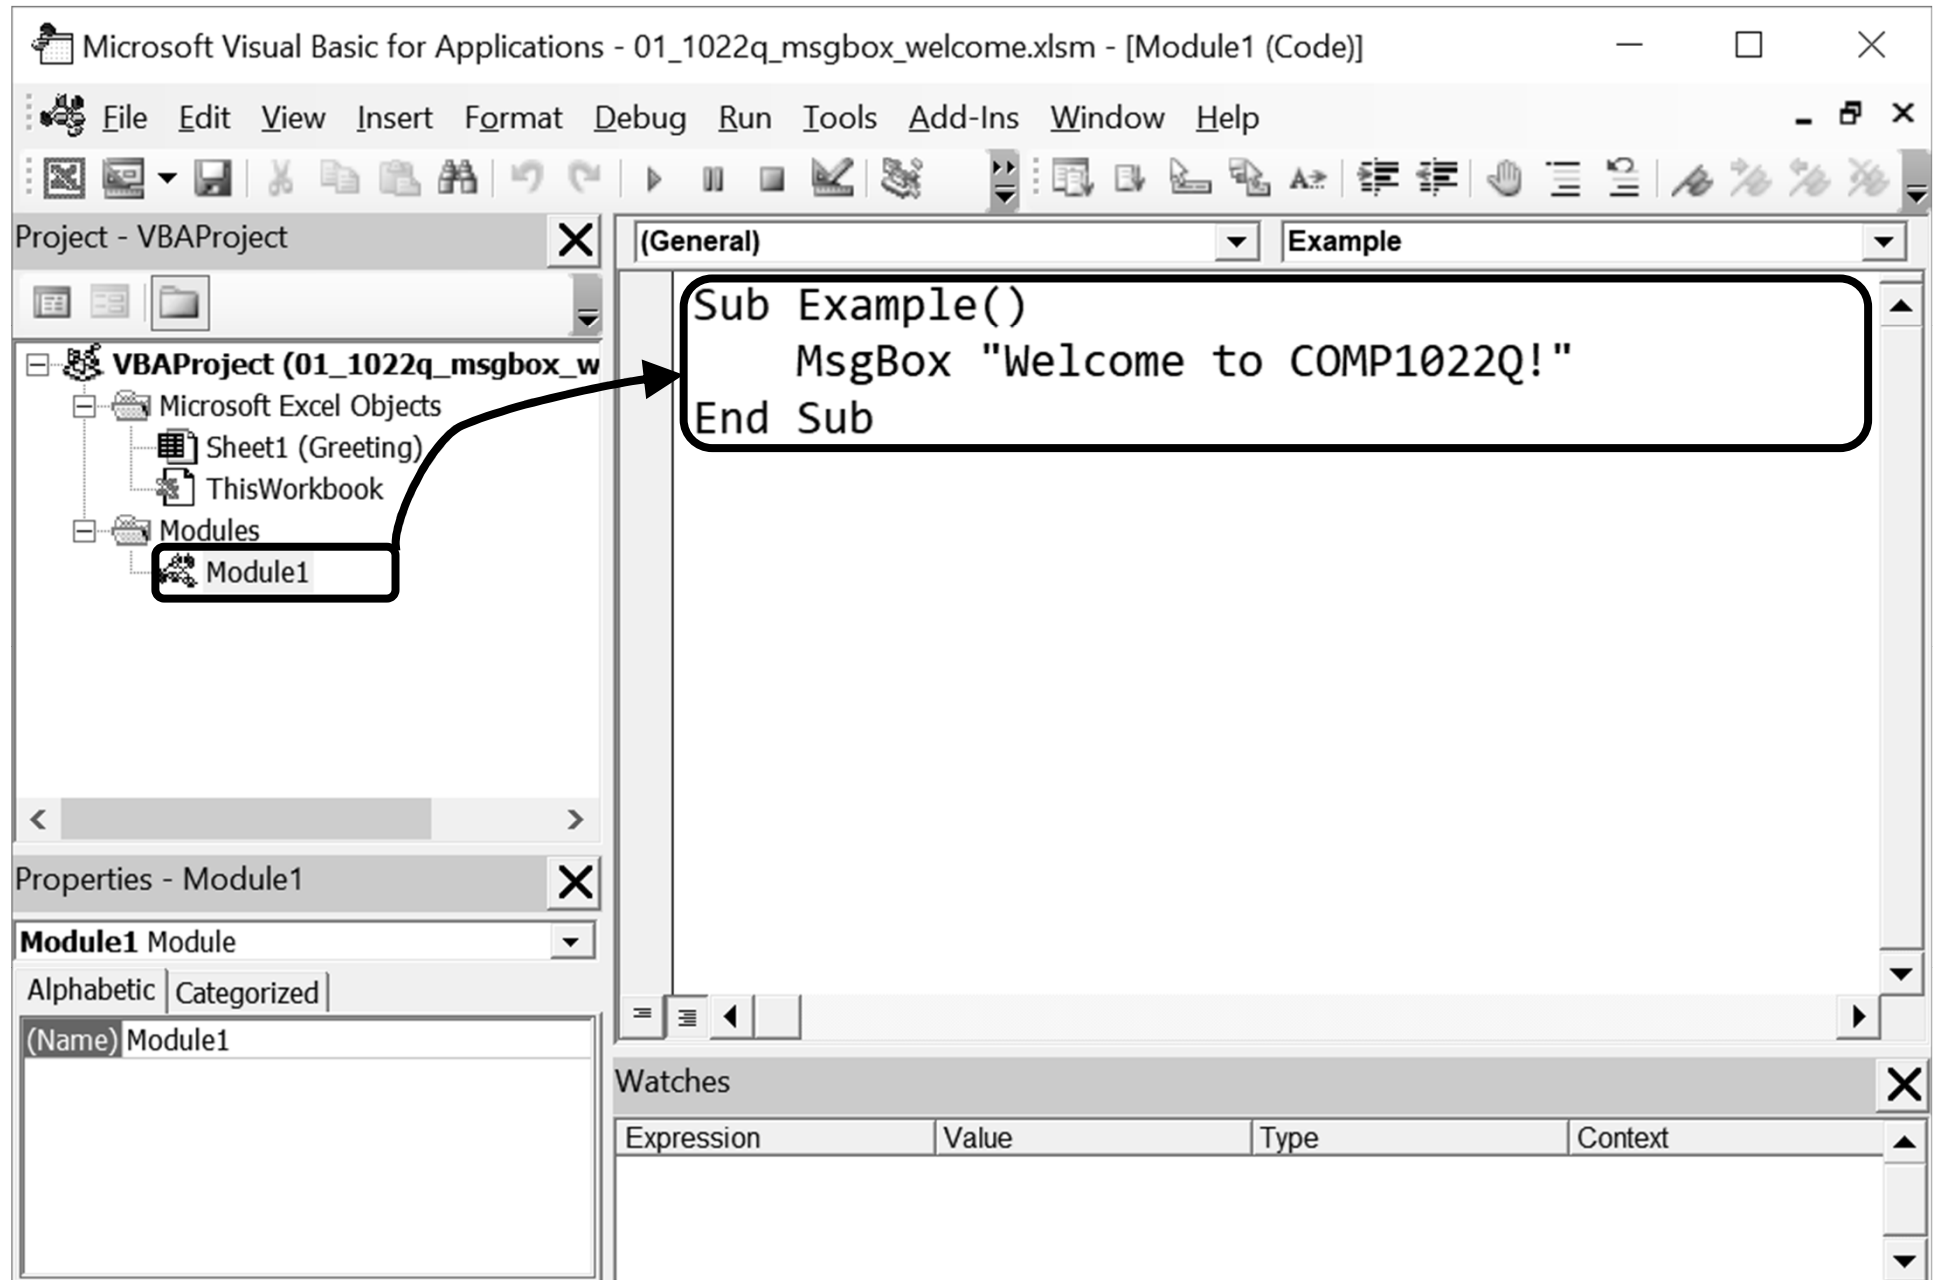 Microsoft Visual Basic for Applications - 01_1022q_msgbox_welcome.xlsm - [Module1 (Code)]
File Edit View Insert Format Debug Run Tools Add-Ins Window Help
Project - VBAProject
VBAProject (01_1022q_msgbox_w
Microsoft Excel Objects
Sheet1 (Greeting)
ThisWorkbook
Modules
Module1
(General) Example
Sub Example()
    MsgBox "Welcome to COMP1022Q!"
End Sub
Properties - Module1
Module1 Module
Alphabetic Categorized
(Name) Module1
Watches
Expression Value Type Context